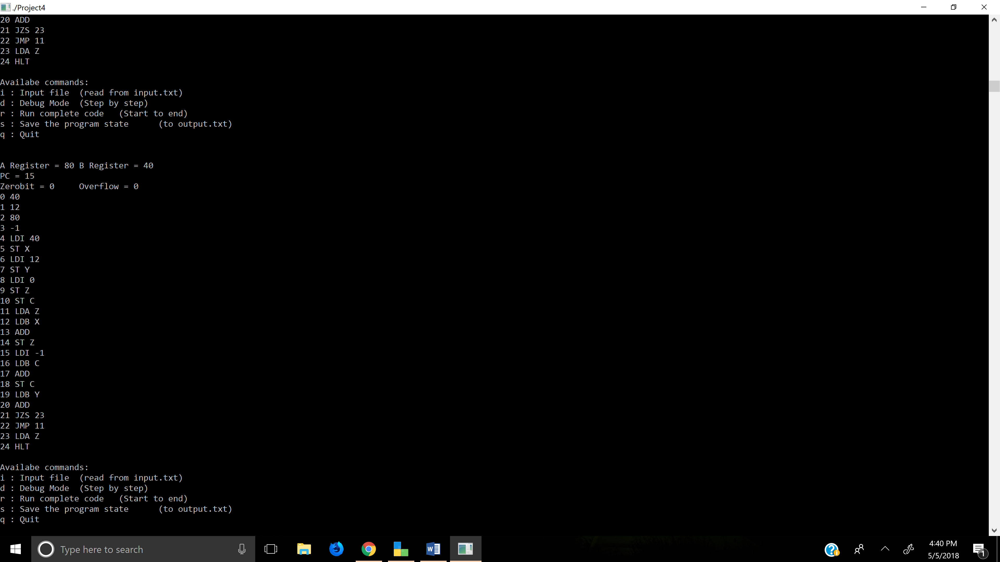 ./Project4
20 ADD
21 JZS 23
22 JMP 11
23 LDA Z
24 HLT
Availabe commands:
i : Input file  (read from input.txt)
d : Debug Mode  (Step by step)
r : Run complete code   (Start to end)
s : Save the program state      (to output.txt)
q : Quit
A Register = 80 B Register = 40
PC = 15
Zerobit = 0     Overflow = 0
0 40
1 12
2 80
3 -1
4 LDI 40
5 ST X
6 LDI 12
7 ST Y
8 LDI 0
9 ST Z
10 ST C
11 LDA Z
12 LDB X
13 ADD
14 ST Z
15 LDI -1
16 LDB C
17 ADD
18 ST C
19 LDB Y
20 ADD
21 JZS 23
22 JMP 11
23 LDA Z
24 HLT
Availabe commands:
i : Input file  (read from input.txt)
d : Debug Mode  (Step by step)
r : Run complete code   (Start to end)
s : Save the program state      (to output.txt)
q : Quit
Type here to search
4:40 PM
5/5/2018
1